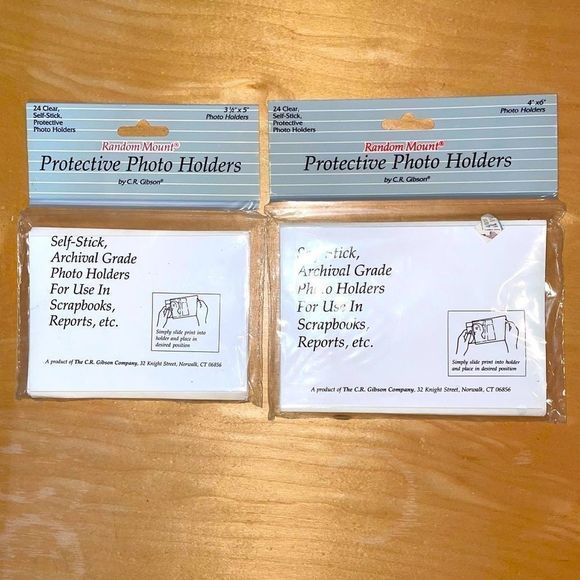 24 Clear,
Self-Stick,
Protective
Photo Holders
3 ½" x 5"
Photo Holders
Random Mount®
Protective Photo Holders
by C.R. Gibson®
Self-Stick,
Archival Grade
Photo Holders
For Use In
Scrapbooks,
Reports, etc.
Simply slide print into
holder and place in
desired position
A product of The C.R. Gibson Company, 32 Knight Street, Norwalk, CT 06856
24 Clear,
Self-Stick,
Protective
Photo Holders
4" x6"
Photo Holders
Random Mount®
Protective Photo Holders
by C.R. Gibson®
Self-Stick,
Archival Grade
Photo Holders
For Use In
Scrapbooks,
Reports, etc.
Simply slide print into holder
and place in desired position
A product of The C.R. Gibson Company, 32 Knight Street, Norwalk, CT 06856